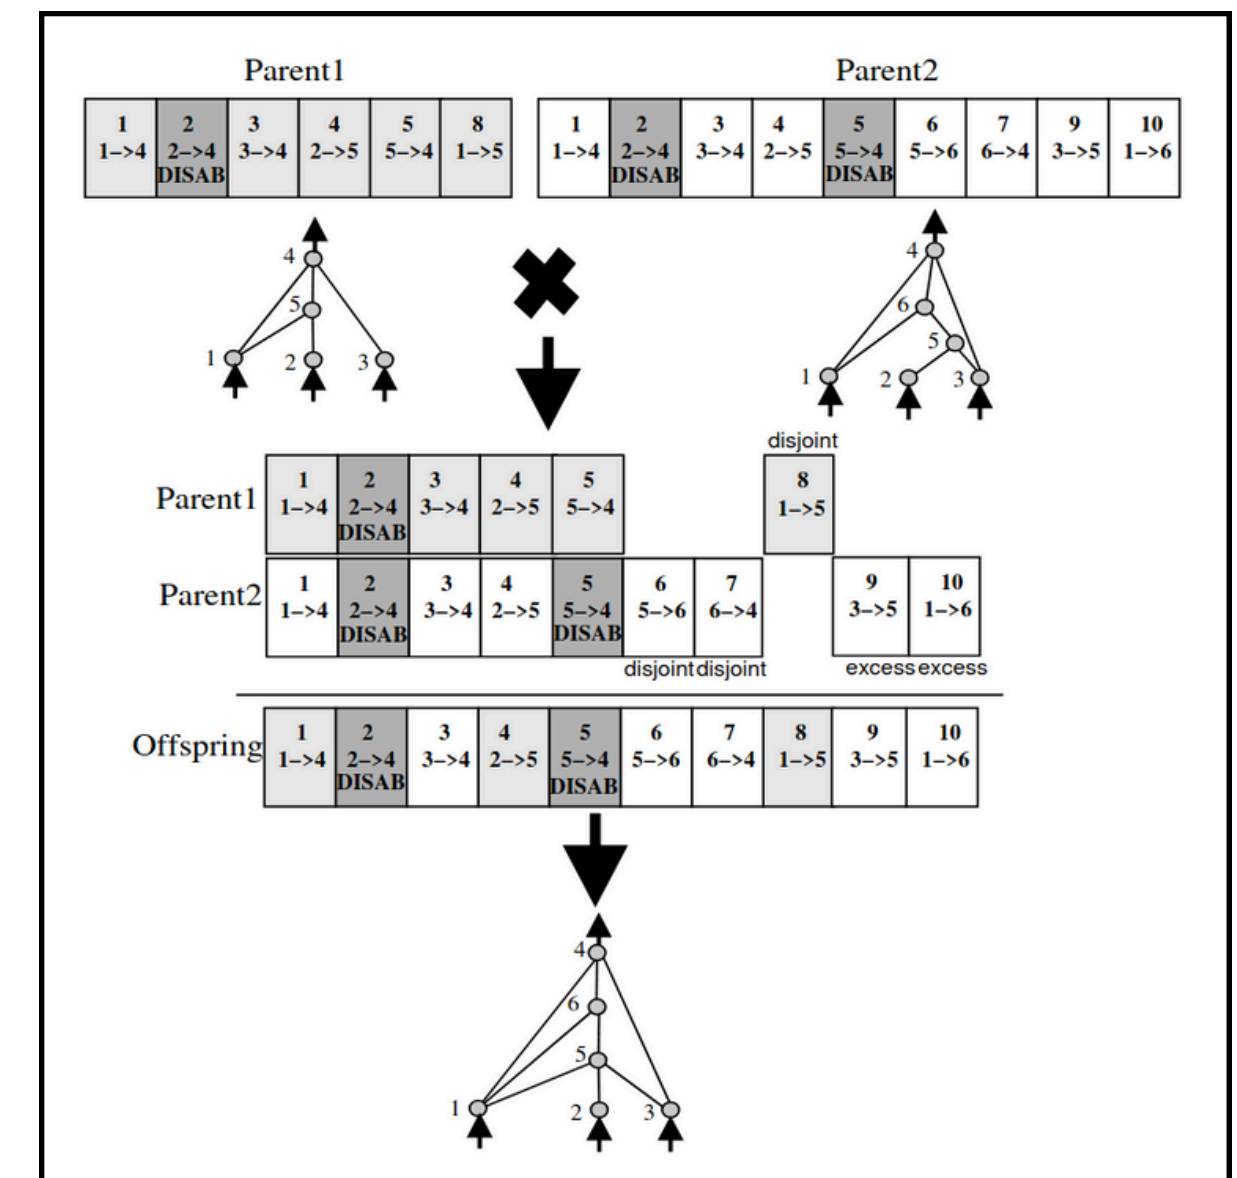 Parent1
Parent2
1 2 3 4 5 8
1–>4 2–>4 3–>4 2–>5 5–>4 1–>5
DISAB
1 2 3 4 5 6 7 9 10
1–>4 2–>4 3–>4 2–>5 5–>4 5–>6 6–>4 3–>5 1–>6
DISAB DISAB
4
5
1 2 3
4
6
5
1 2 3
disjoint
Parent1
1 2 3 4 5 8
1–>4 2–>4 3–>4 2–>5 5–>4 1–>5
DISAB
Parent2
1 2 3 4 5 6 7 9 10
1–>4 2–>4 3–>4 2–>5 5–>4 5–>6 6–>4 3–>5 1–>6
DISAB DISAB
disjoint disjoint excess excess
Offspring
1 2 3 4 5 6 7 8 9 10
1–>4 2–>4 3–>4 2–>5 5–>4 5–>6 6–>4 1–>5 3–>5 1–>6
DISAB DISAB
4
6
5
1 2 3